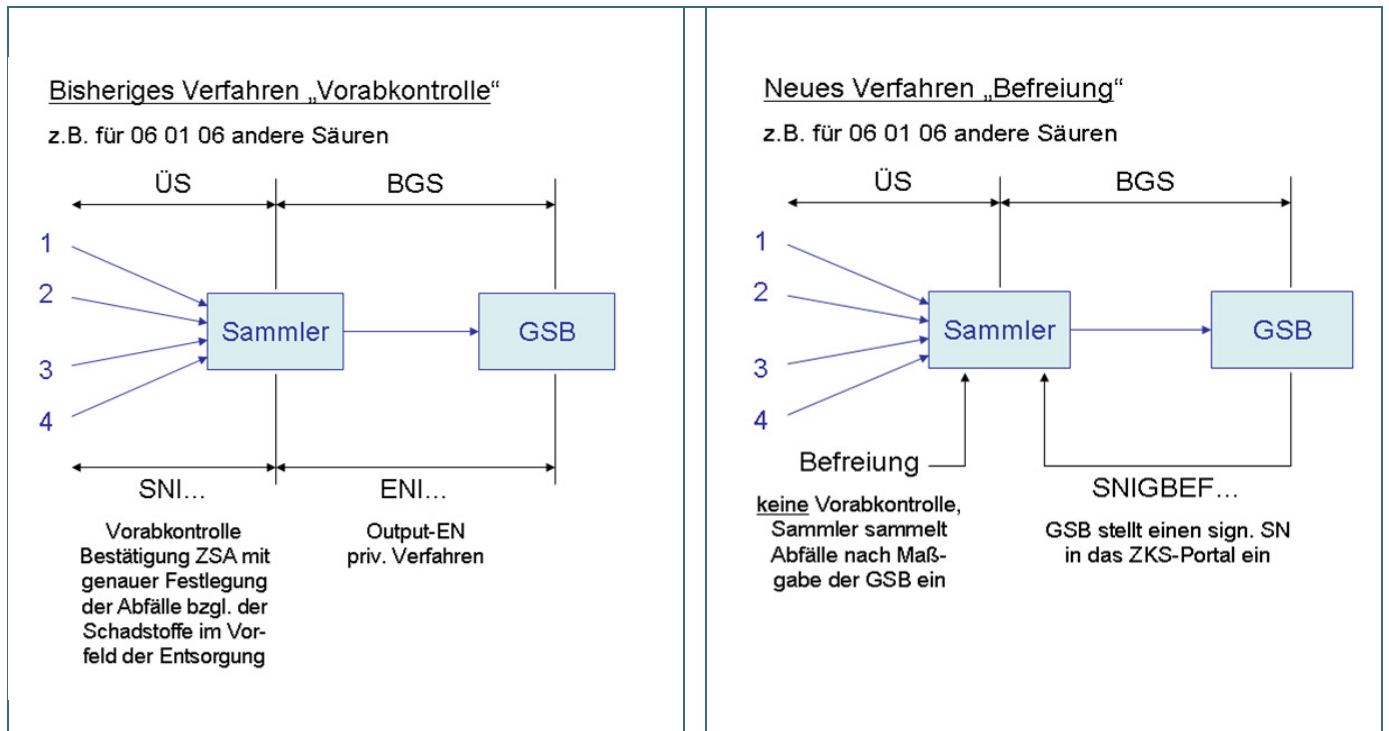 Bisheriges Verfahren „Vorabkontrolle“
z.B. für 06 01 06 andere Säuren
ÜS
BGS
1
2
3
4
Sammler
GSB
SNI...
ENI...
Vorabkontrolle
Bestätigung ZSA mit
genauer Festlegung
der Abfälle bzgl. der
Schadstoffe im Vor-
feld der Entsorgung
Output-EN
priv. Verfahren
Neues Verfahren „Befreiung“
z.B. für 06 01 06 andere Säuren
ÜS
BGS
1
2
3
4
Sammler
GSB
Befreiung
keine Vorabkontrolle,
Sammler sammelt
Abfälle nach Maß-
gabe der GSB ein
SNIGBEF...
GSB stellt einen sign. SN
in das ZKS-Portal ein